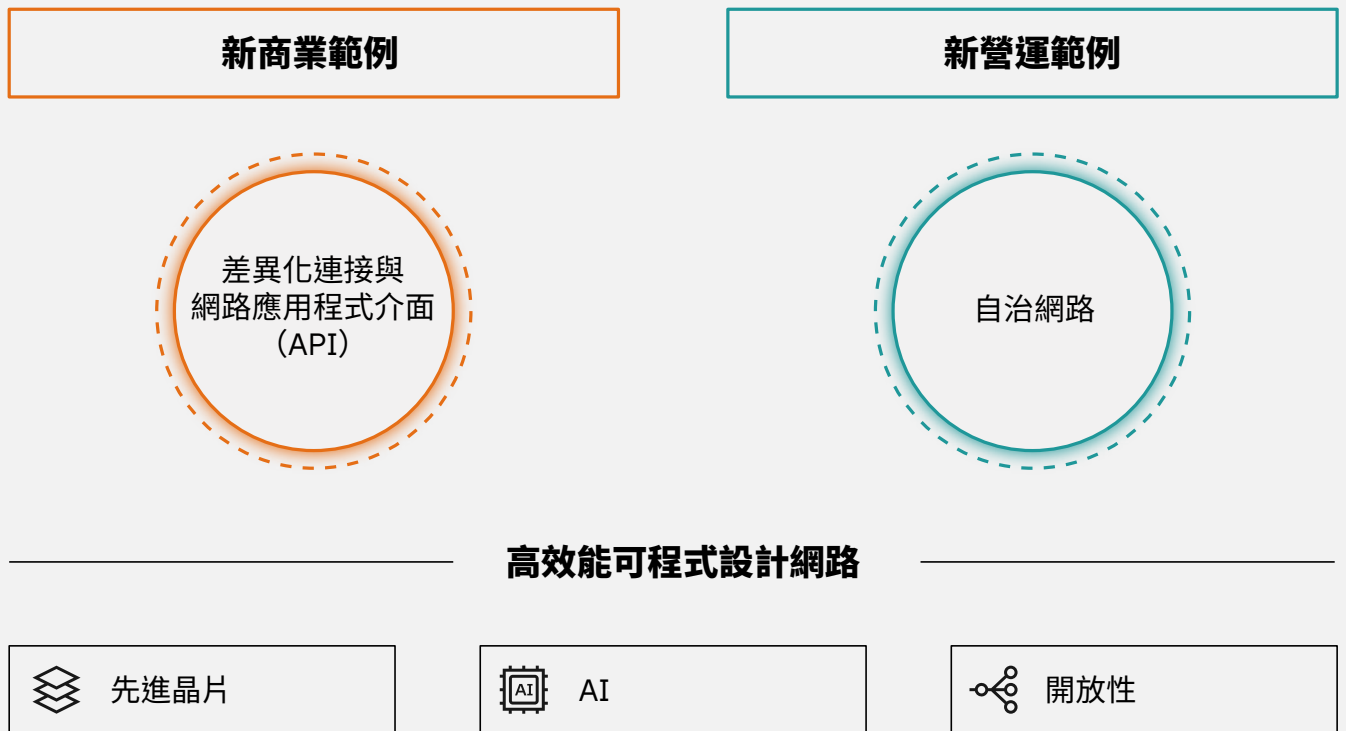 新商業範例
新營運範例
差異化連接與
網路應用程式介面
（API）
自治網路
高效能可程式設計網路
先進晶片
AI
AI
開放性